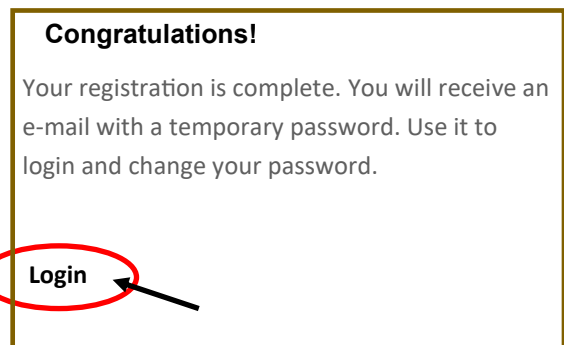 Congratulations!
Your registration is complete. You will receive an
e-mail with a temporary password. Use it to
login and change your password.
Login